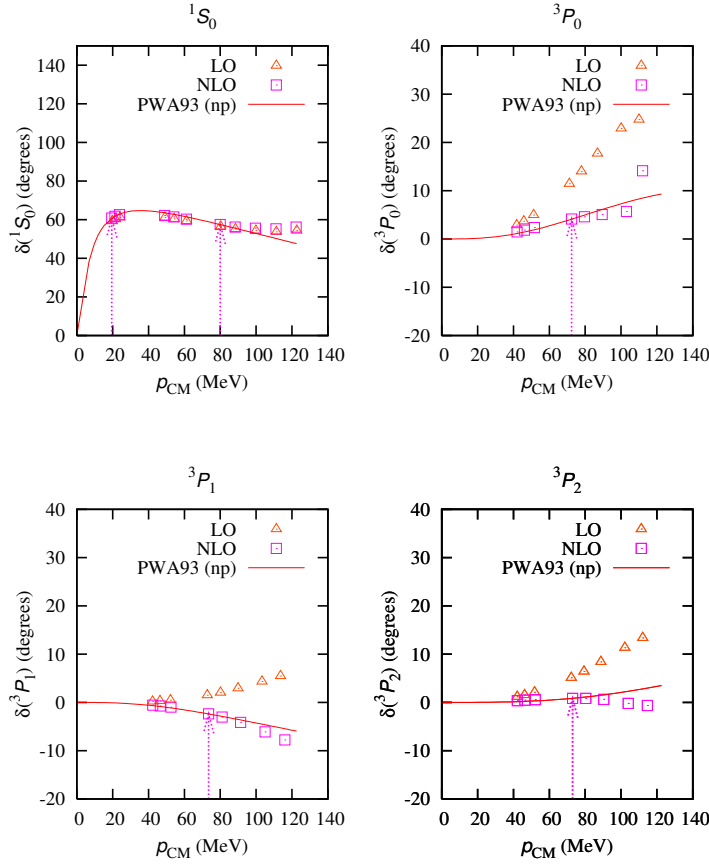 ¹S₀
LO
NLO
PWA93 (np)
δ(¹S₀) (degrees)
140
120
100
80
60
40
20
0
0 20 40 60 80 100 120 140
p_CM (MeV)
³P₀
LO
NLO
PWA93 (np)
δ(³P₀) (degrees)
40
30
20
10
0
-10
-20
0 20 40 60 80 100 120 140
p_CM (MeV)
³P₁
LO
NLO
PWA93 (np)
δ(³P₁) (degrees)
40
30
20
10
0
-10
-20
0 20 40 60 80 100 120 140
p_CM (MeV)
³P₂
LO
NLO
PWA93 (np)
δ(³P₂) (degrees)
40
30
20
10
0
-10
-20
0 20 40 60 80 100 120 140
p_CM (MeV)